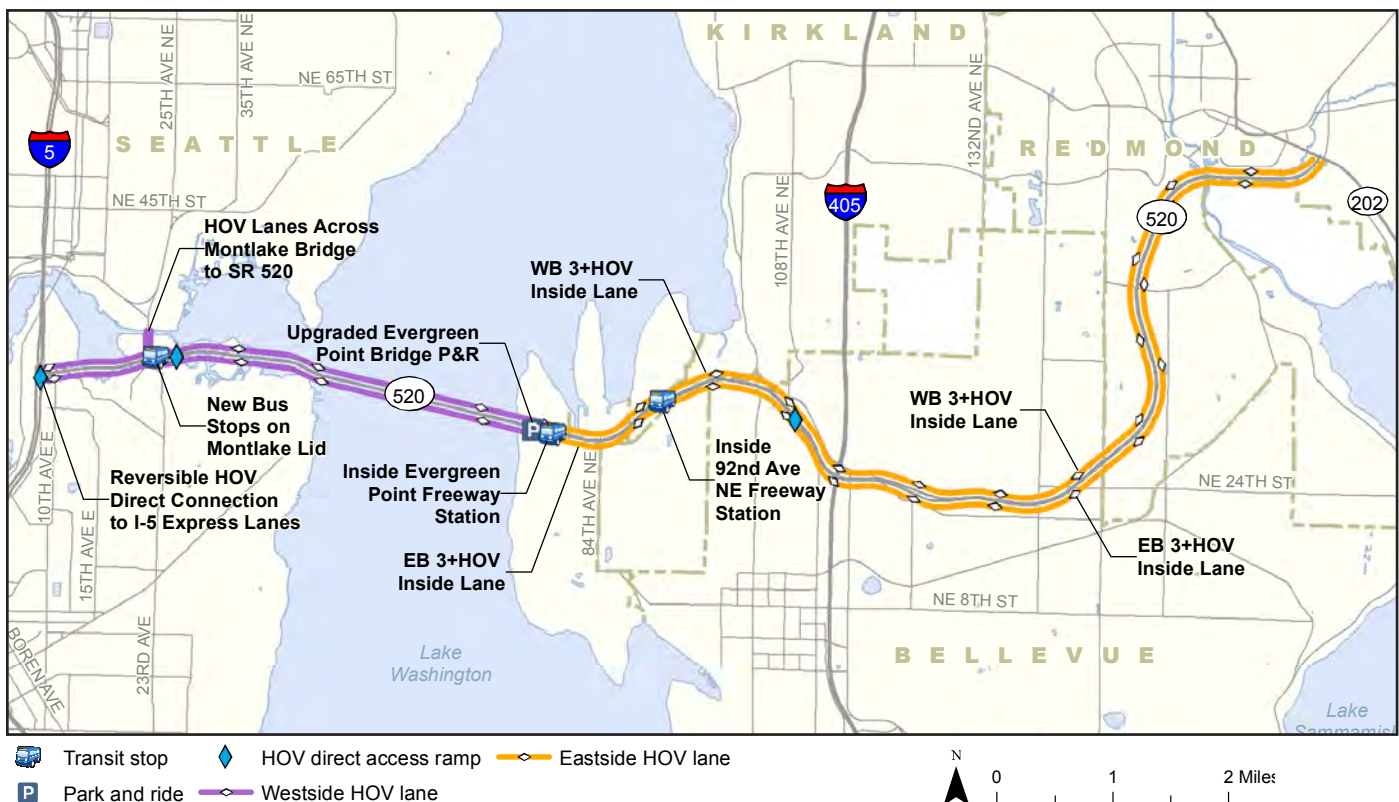 KIRKLAND
25TH AVE NE
35TH AVE NE
NE 65TH ST
132ND AVE NE
5
SEATTLE
REDMOND
108TH AVE NE
405
NE 45TH ST
520
202
HOV Lanes Across
Montlake Bridge
to SR 520
WB 3+HOV
Inside Lane
Upgraded Evergreen
Point Bridge P&R
520
P
New Bus
Stops on
Montlake Lid
WB 3+HOV
Inside Lane
Inside
92nd Ave
NE Freeway
Station
Inside Evergreen
Point Freeway
Station
Reversible HOV
Direct Connection
to I-5 Express Lanes
10TH AVE E
15TH AVE E
84TH AVE NE
NE 24TH ST
EB 3+HOV
Inside Lane
EB 3+HOV
Inside Lane
NE 8TH ST
BOREN AVE
23RD AVE
Lake
Washington
BELLEVUE
Lake
Transit stop
HOV direct access ramp
Eastside HOV lane
P
Park and ride
Westside HOV lane
N
0 1 2 Miles